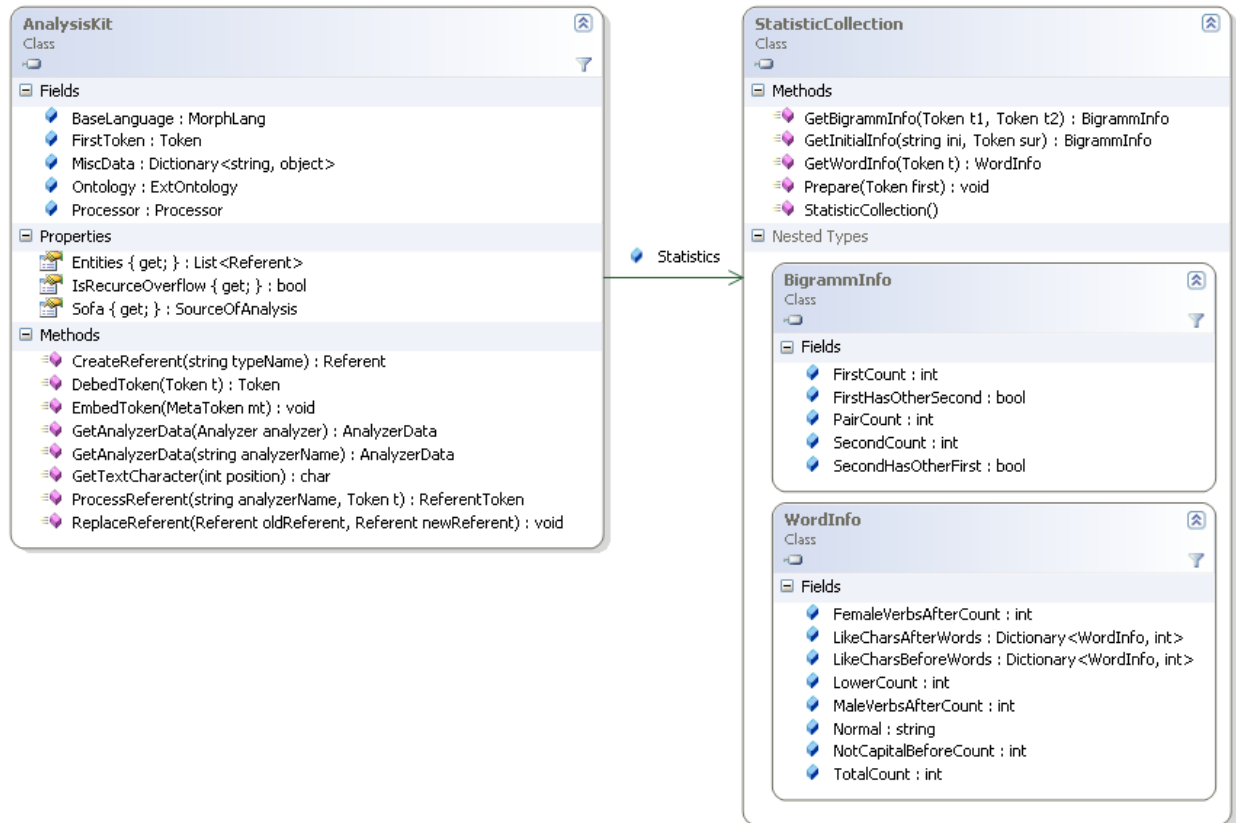 AnalysisKit
Class
Fields
BaseLanguage : MorphLang
FirstToken : Token
MiscData : Dictionary<string, object>
Ontology : ExtOntology
Processor : Processor
Properties
Entities { get; } : List<Referent>
IsRecurceOverflow { get; } : bool
Sofa { get; } : SourceOfAnalysis
Methods
CreateReferent(string typeName) : Referent
DebedToken(Token t) : Token
EmbedToken(MetaToken mt) : void
GetAnalyzerData(Analyzer analyzer) : AnalyzerData
GetAnalyzerData(string analyzerName) : AnalyzerData
GetTextCharacter(int position) : char
ProcessReferent(string analyzerName, Token t) : ReferentToken
ReplaceReferent(Referent oldReferent, Referent newReferent) : void
Statistics
StatisticCollection
Class
Methods
GetBigrammInfo(Token t1, Token t2) : BigrammInfo
GetInitialInfo(string ini, Token sur) : BigrammInfo
GetWordInfo(Token t) : WordInfo
Prepare(Token first) : void
StatisticCollection()
Nested Types
BigrammInfo
Class
Fields
FirstCount : int
FirstHasOtherSecond : bool
PairCount : int
SecondCount : int
SecondHasOtherFirst : bool
WordInfo
Class
Fields
FemaleVerbsAfterCount : int
LikeCharsAfterWords : Dictionary<WordInfo, int>
LikeCharsBeforeWords : Dictionary<WordInfo, int>
LowerCount : int
MaleVerbsAfterCount : int
Normal : string
NotCapitalBeforeCount : int
TotalCount : int